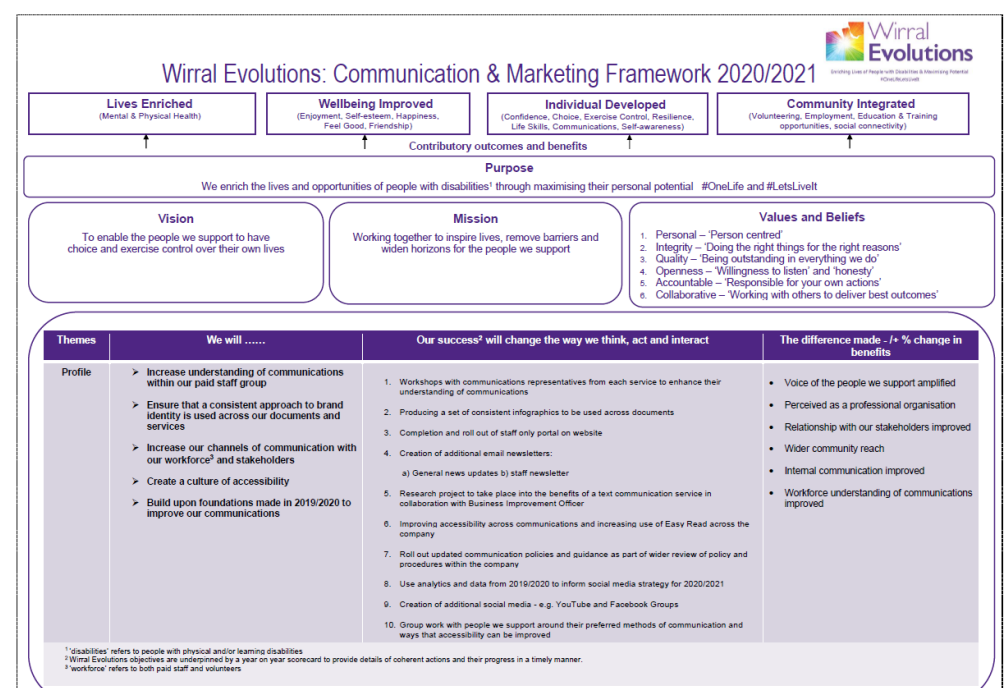 Wirral
Evolutions
Enriching Lives of People with Disabilities & Maximising Potential
#OneLifeLetsLiveIt
Wirral Evolutions: Communication & Marketing Framework 2020/2021
Lives Enriched
(Mental & Physical Health)
Wellbeing Improved
(Enjoyment, Self-esteem, Happiness,
Feel Good, Friendship)
Individual Developed
(Confidence, Choice, Exercise Control, Resilience,
Life Skills, Communications, Self-awareness)
Community Integrated
(Volunteering, Employment, Education & Training
opportunities, social connectivity)
Contributory outcomes and benefits
Purpose
We enrich the lives and opportunities of people with disabilities¹ through maximising their personal potential #OneLife and #LetsLiveIt
Vision
To enable the people we support to have
choice and exercise control over their own lives
Mission
Working together to inspire lives, remove barriers and
widen horizons for the people we support
Values and Beliefs
1. Personal – 'Person centred'
2. Integrity – 'Doing the right things for the right reasons'
3. Quality – 'Being outstanding in everything we do'
4. Openness – 'Willingness to listen' and 'honesty'
5. Accountable – 'Responsible for your own actions'
6. Collaborative – 'Working with others to deliver best outcomes'
Themes
We will ……
Our success² will change the way we think, act and interact
The difference made - /+ % change in
benefits
Profile
➢ Increase understanding of communications
within our paid staff group
➢ Ensure that a consistent approach to brand
identity is used across our documents and
services
➢ Increase our channels of communication with
our workforce³ and stakeholders
➢ Create a culture of accessibility
➢ Build upon foundations made in 2019/2020 to
improve our communications
1. Workshops with communications representatives from each service to enhance their
understanding of communications
2. Producing a set of consistent infographics to be used across documents
3. Completion and roll out of staff only portal on website
4. Creation of additional email newsletters:
a) General news updates b) staff newsletter
5. Research project to take place into the benefits of a text communication service in
collaboration with Business Improvement Officer
6. Improving accessibility across communications and increasing use of Easy Read across the
company
7. Roll out updated communication policies and guidance as part of wider review of policy and
procedures within the company
8. Use analytics and data from 2019/2020 to inform social media strategy for 2020/2021
9. Creation of additional social media - e.g. YouTube and Facebook Groups
10. Group work with people we support around their preferred methods of communication and
ways that accessibility can be improved
• Voice of the people we support amplified
• Perceived as a professional organisation
• Relationship with our stakeholders improved
• Wider community reach
• Internal communication improved
• Workforce understanding of communications
improved
¹ 'disabilities' refers to people with physical and/or learning disabilities
² Wirral Evolutions objectives are underpinned by a year on year scorecard to provide details of coherent actions and their progress in a timely manner.
³ 'workforce' refers to both paid staff and volunteers